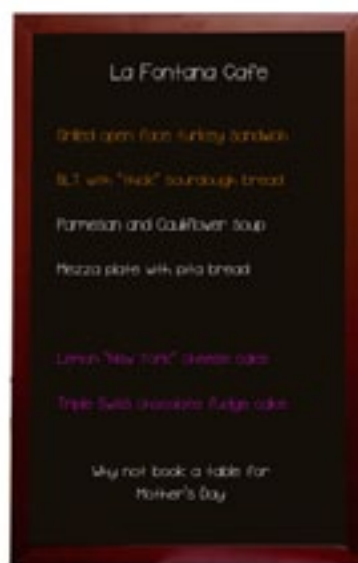 La Fontana Cafe
Grilled open face turkey sandwich
BLT with "thick" sourdough bread
Parmesan and Cauliflower soup
Mezza plate with pita bread
Lemon "New York" cheese cake
Triple Swiss chocolate fudge cake
Why not book a table for
Mother's Day